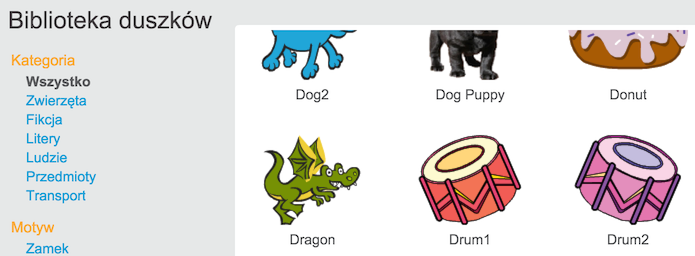 Biblioteka duszków
Kategoria
Wszystko
Zwierzęta
Fikcja
Litery
Ludzie
Przedmioty
Transport
Motyw
Zamek
Dog2
Dog Puppy
Donut
Dragon
Drum1
Drum2